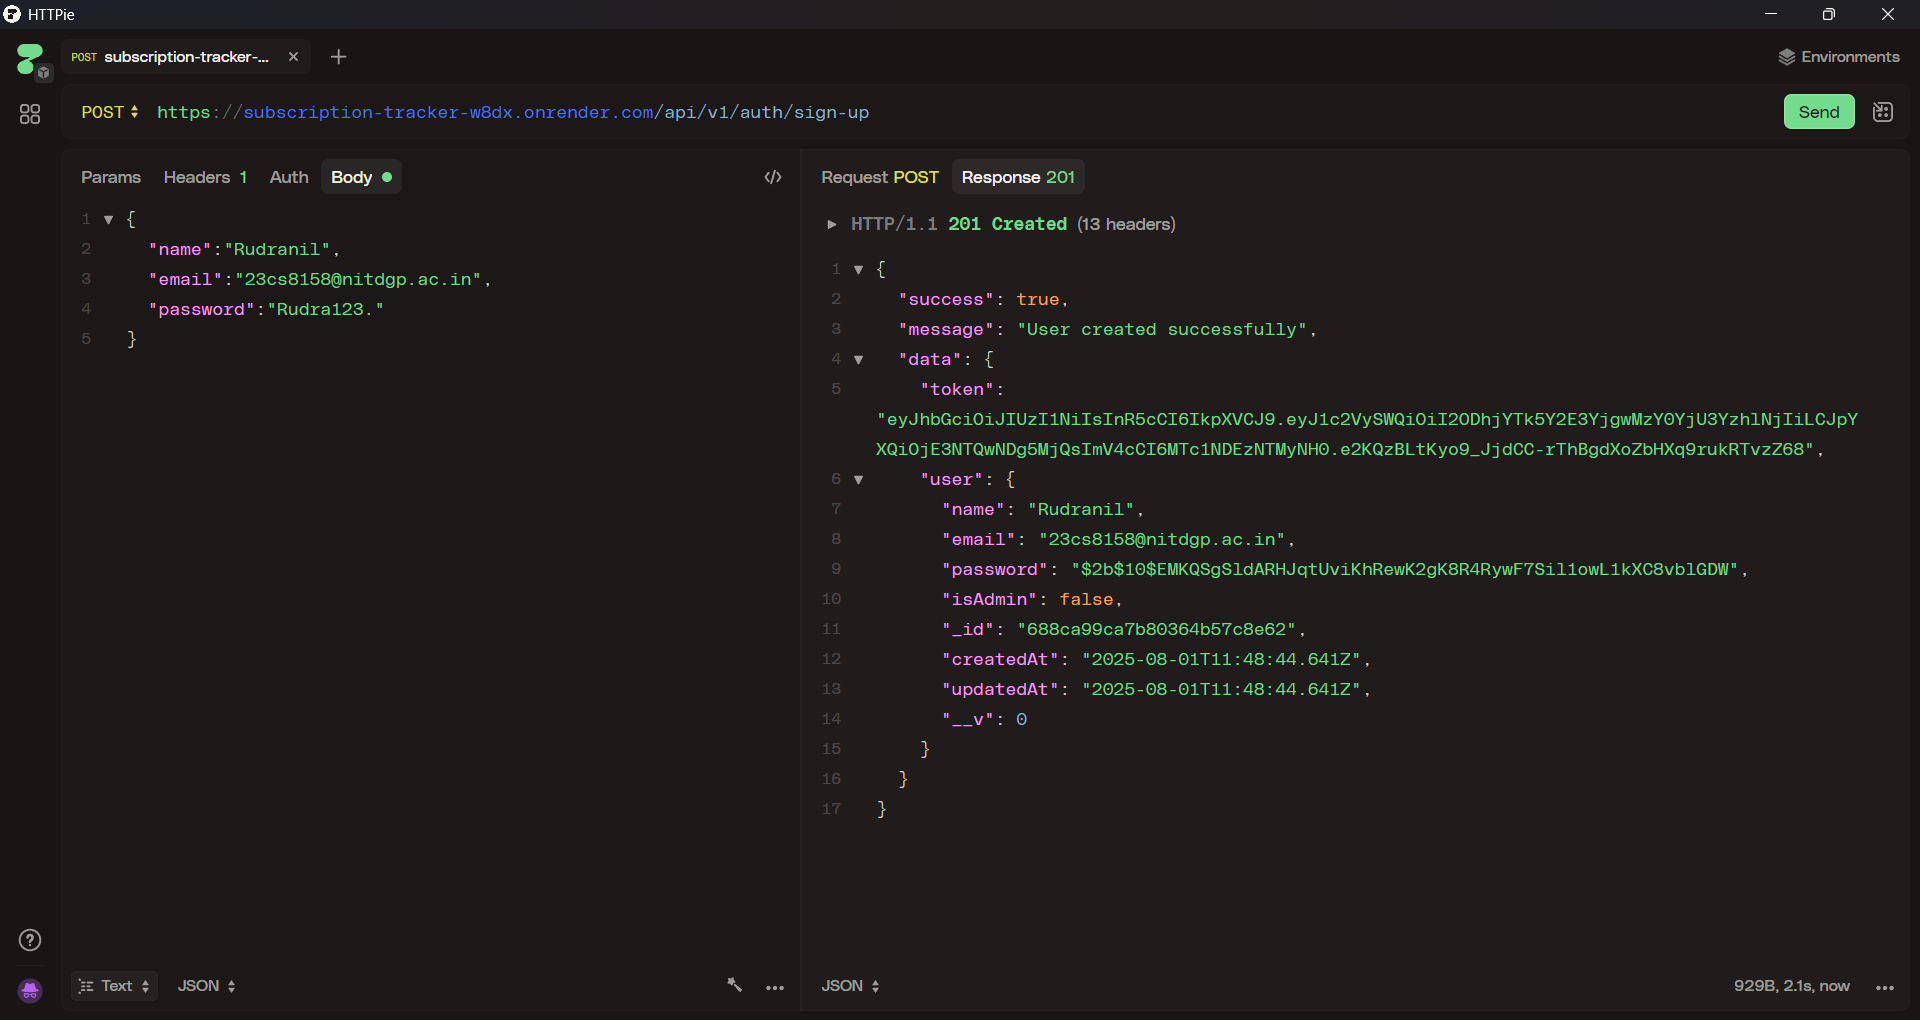 HTTPie
POST subscription-tracker-...
Environments
POST https://subscription-tracker-w8dx.onrender.com/api/v1/auth/sign-up
Send
Params Headers 1 Auth Body
1 {
2 "name":"Rudranil",
3 "email":"23cs8158@nitdgp.ac.in",
4 "password":"Rudra123."
5 }
Text JSON
Request POST Response 201
HTTP/1.1 201 Created (13 headers)
1 {
2 "success": true,
3 "message": "User created successfully",
4 "data": {
5 "token":
"eyJhbGciOiJIUzI1NiIsInR5cCI6IkpXVCJ9.eyJ1c2VySWQiOiI2ODhjYTk5Y2E3YjgwMzY0YjU3YzhlNjIiLCJpY
XQiOjE3NTQwNDg5MjQsImV4cCI6MTc1NDEzNTMyNH0.e2KQzBLtKyo9_JjdCC-rThBgdXoZbHXq9rukRTvzZ68",
6 "user": {
7 "name": "Rudranil",
8 "email": "23cs8158@nitdgp.ac.in",
9 "password": "$2b$10$EMKQSgSldARHJqtUviKhRewK2gK8R4RywF7Sil1owL1kXC8vblGDW",
10 "isAdmin": false,
11 "_id": "688ca99ca7b80364b57c8e62",
12 "createdAt": "2025-08-01T11:48:44.641Z",
13 "updatedAt": "2025-08-01T11:48:44.641Z",
14 "__v": 0
15 }
16 }
17 }
JSON
929B, 2.1s, now